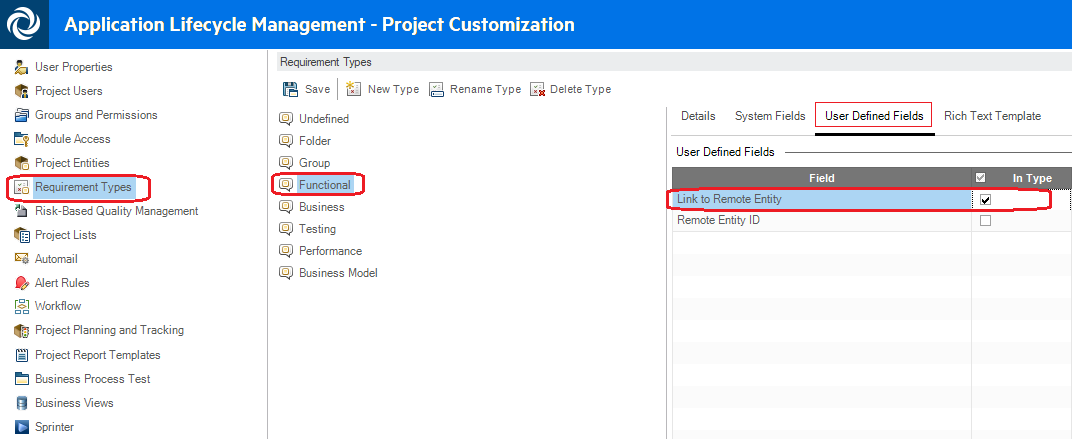 Application Lifecycle Management - Project Customization
User Properties
Project Users
Groups and Permissions
Module Access
Project Entities
Requirement Types
Risk-Based Quality Management
Project Lists
Automail
Alert Rules
Workflow
Project Planning and Tracking
Project Report Templates
Business Process Test
Business Views
Sprinter
Requirement Types
Save New Type Rename Type Delete Type
Undefined
Folder
Group
Functional
Business
Testing
Performance
Business Model
Details System Fields User Defined Fields Rich Text Template
User Defined Fields
Field In Type
Link to Remote Entity
Remote Entity ID